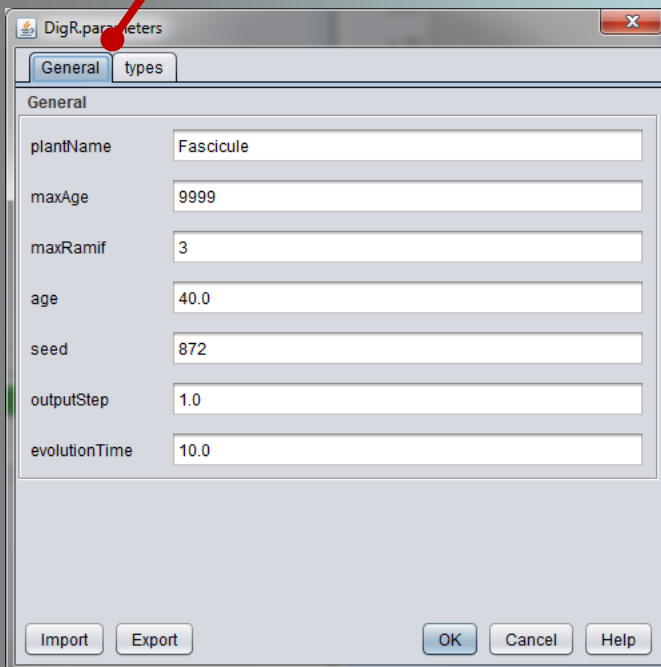 DigR.parameters
General types
General
plantName Fascicule
maxAge 9999
maxRamif 3
age 40.0
seed 872
outputStep 1.0
evolutionTime 10.0
Import Export OK Cancel Help